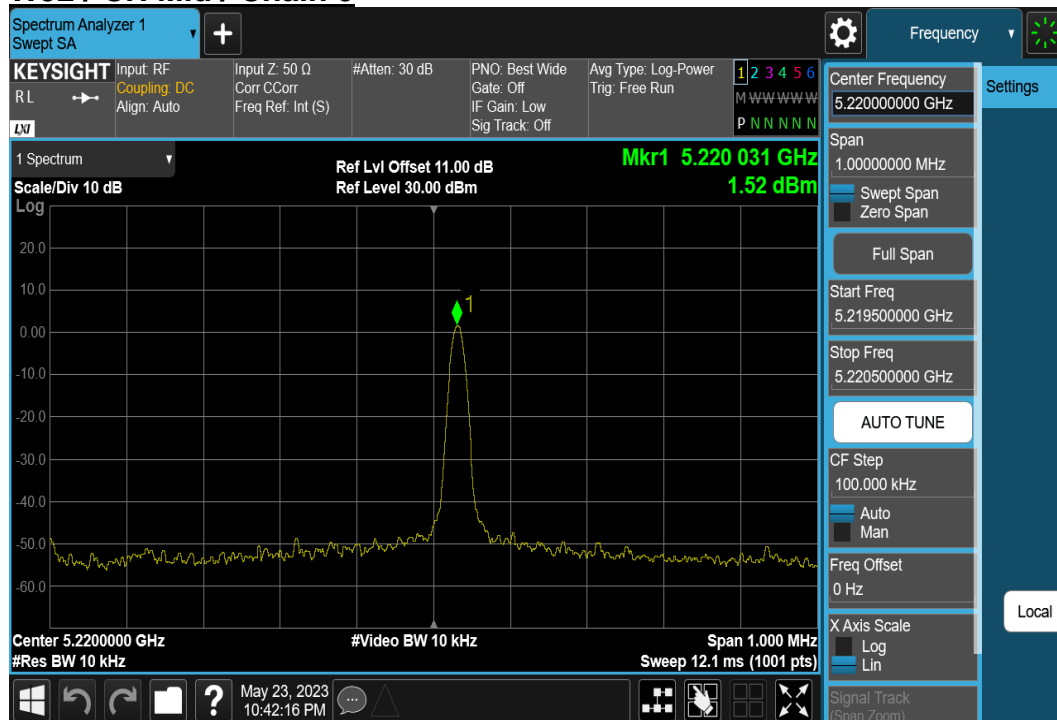 Spectrum Analyzer 1
Swept SA
Frequency
KEYSIGHT
RL
LXI
Input: RF
Coupling: DC
Align: Auto
Input Z: 50 Ω
Corr CCorr
Freq Ref: Int (S)
#Atten: 30 dB
PNO: Best Wide
Gate: Off
IF Gain: Low
Sig Track: Off
Avg Type: Log-Power
Trig: Free Run
1 2 3 4 5 6
M W W W W W
P N N N N N
1 Spectrum
Scale/Div 10 dB
Log
Ref Lvl Offset 11.00 dB
Ref Level 30.00 dBm
Mkr1 5.220 031 GHz
1.52 dBm
1
20.0
10.0
0.00
-10.0
-20.0
-30.0
-40.0
-50.0
-60.0
Center 5.2200000 GHz
#Res BW 10 kHz
#Video BW 10 kHz
Span 1.000 MHz
Sweep 12.1 ms (1001 pts)
May 23, 2023
10:42:16 PM
Center Frequency
5.220000000 GHz
Span
1.00000000 MHz
Swept Span
Zero Span
Full Span
Start Freq
5.219500000 GHz
Stop Freq
5.220500000 GHz
AUTO TUNE
CF Step
100.000 kHz
Auto
Man
Freq Offset
0 Hz
X Axis Scale
Log
Lin
Signal Track
(Span Zoom)
Settings
Local